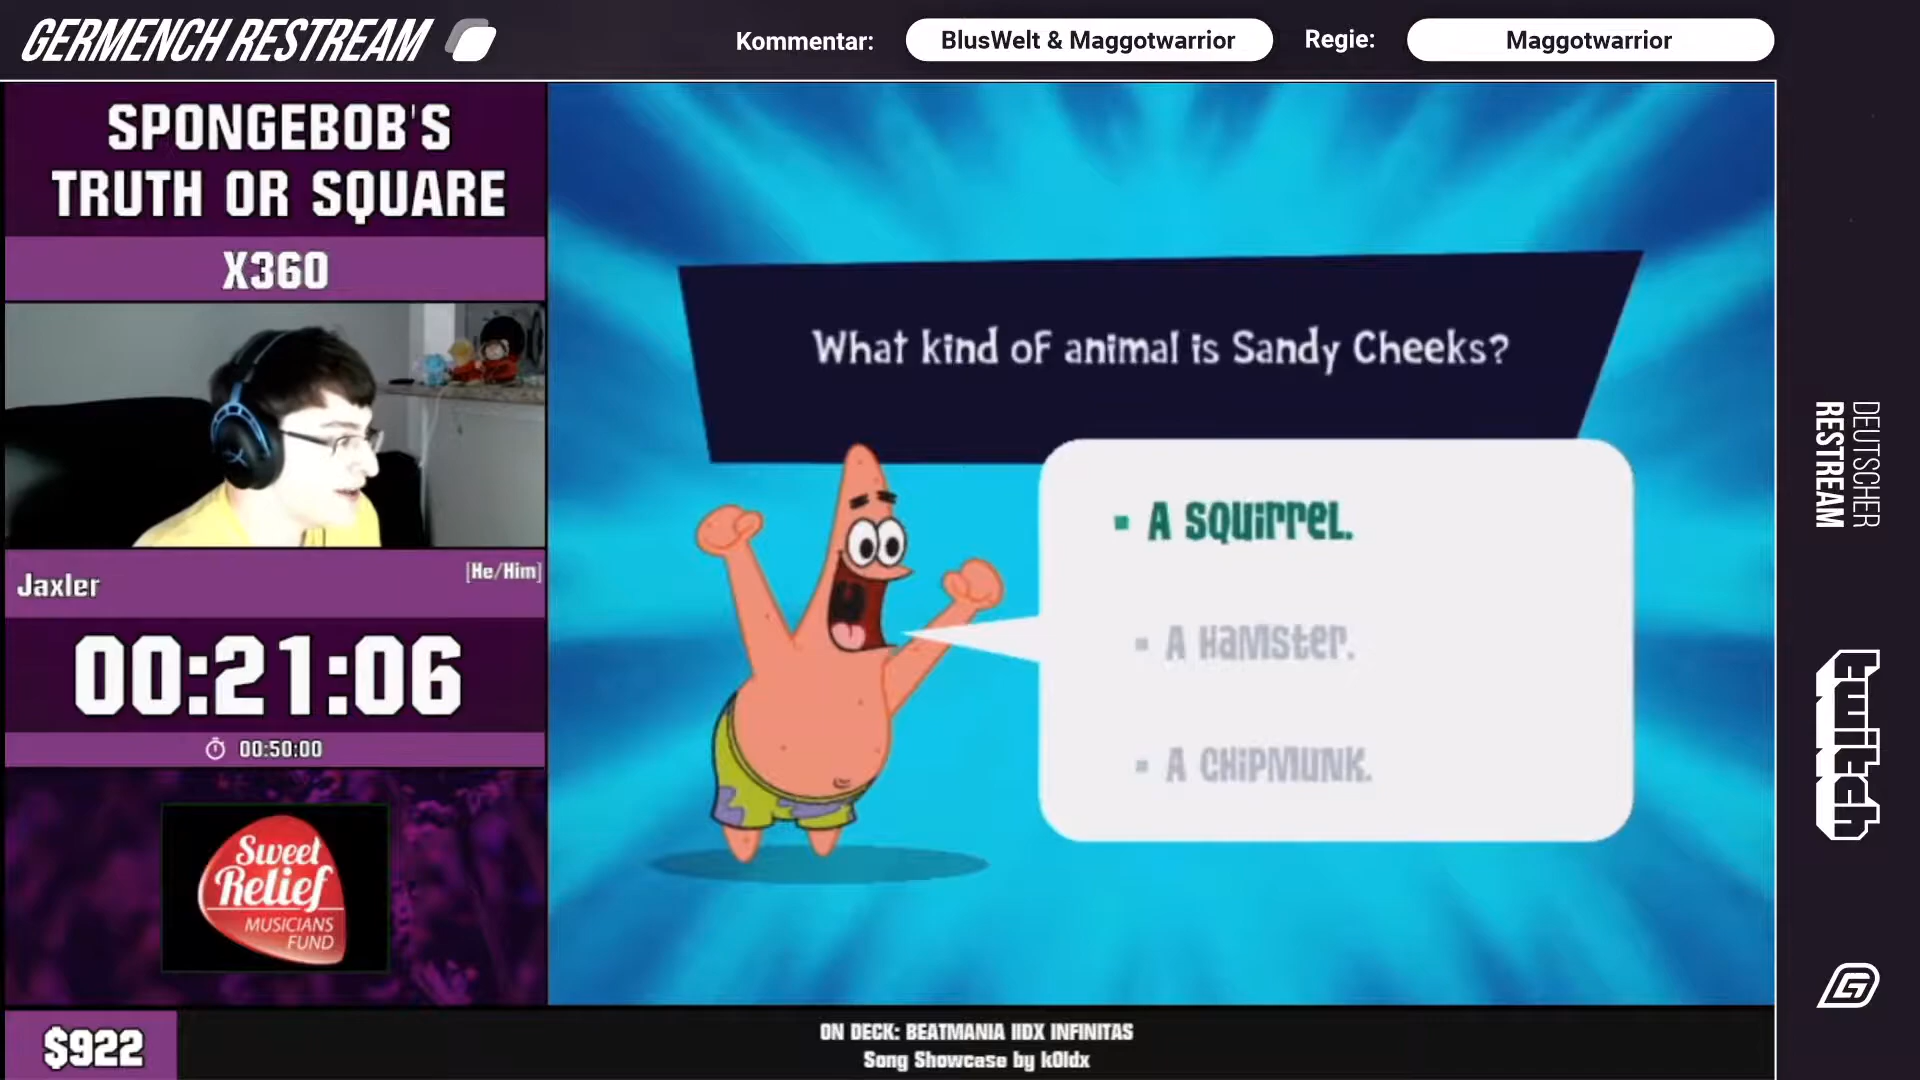 GERMENCH RESTREAM
Kommentar:
BlusWelt & Maggotwarrior
Regie:
Maggotwarrior
SPONGEBOB'S
TRUTH OR SQUARE
X360
Jaxler
[He/Him]
00:21:06
00:50:00
Sweet
Relief
MUSICIANS
FUND
$922
What kind of animal is Sandy Cheeks?
▪ A SQUIRREL.
▪ A HAMSTER.
▪ A CHIPMUNK.
ON DECK: BEATMANIA IIDX INFINITAS
Song Showcase by k0ldx
DEUTSCHER
RESTREAM
twitch
G